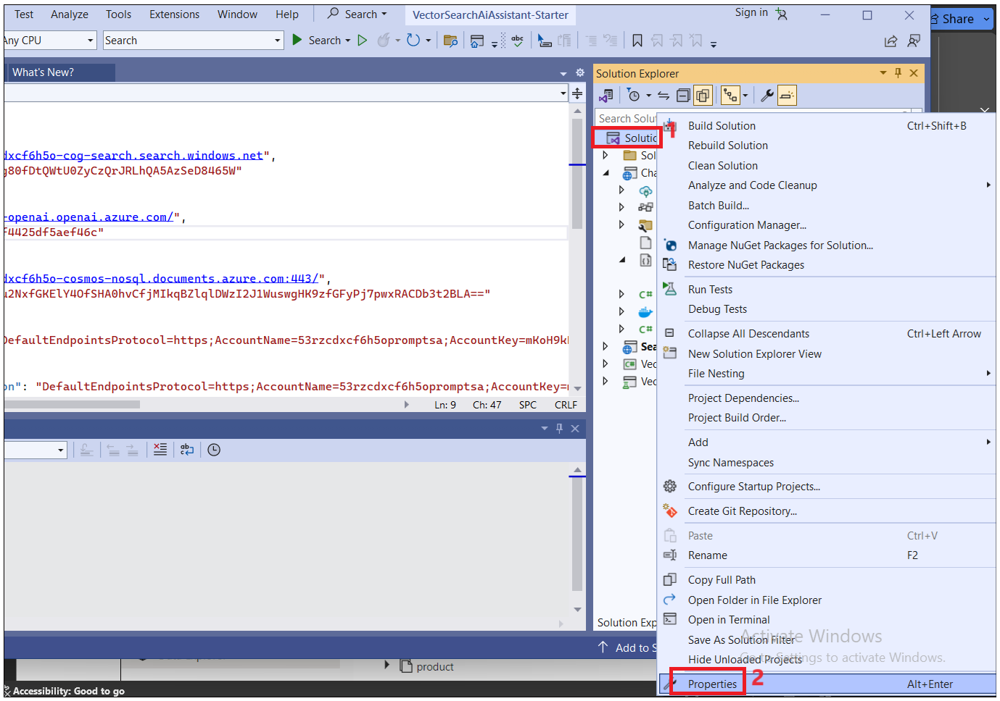 Test Analyze Tools Extensions Window Help Search VectorSearchAiAssistant-Starter Sign in Share
Any CPU Search Search
What's New?
Solution Explorer
Search Solut
1
Solutio
Sol
Cha
Sea
Vec
Vec
dxcf6h5o-cog-search.search.windows.net",
g80fDtQWtU0ZyCzQrJRLhQA5AzSeD8465W"
-openai.openai.azure.com/",
f4425df5aef46c"
dxcf6h5o-cosmos-nosql.documents.azure.com:443/",
u2NxfGKElY4OfSHA0hvCfjMIkqBZlqlDWzI2J1WuswgHK9zfGFyPj7pwxRACDb3t2BLA=="
DefaultEndpointsProtocol=https;AccountName=53rzcdxcf6h5opromptsa;AccountKey=mKoH9k
on": "DefaultEndpointsProtocol=https;AccountName=53rzcdxcf6h5opromptsa;AccountKey=
Ln: 9 Ch: 47 SPC CRLF
Build Solution Ctrl+Shift+B
Rebuild Solution
Clean Solution
Analyze and Code Cleanup
Batch Build...
Configuration Manager...
Manage NuGet Packages for Solution...
Restore NuGet Packages
Run Tests
Debug Tests
Collapse All Descendants Ctrl+Left Arrow
New Solution Explorer View
File Nesting
Project Dependencies...
Project Build Order...
Add
Sync Namespaces
Configure Startup Projects...
Create Git Repository...
Paste Ctrl+V
Rename F2
Copy Full Path
Open Folder in File Explorer
Open in Terminal
Save As Solution Filter
Hide Unloaded Projects
Properties 2 Alt+Enter
Activate Windows
Go to Settings to activate Windows.
Solution Exp
Add to S
product
Accessibility: Good to go